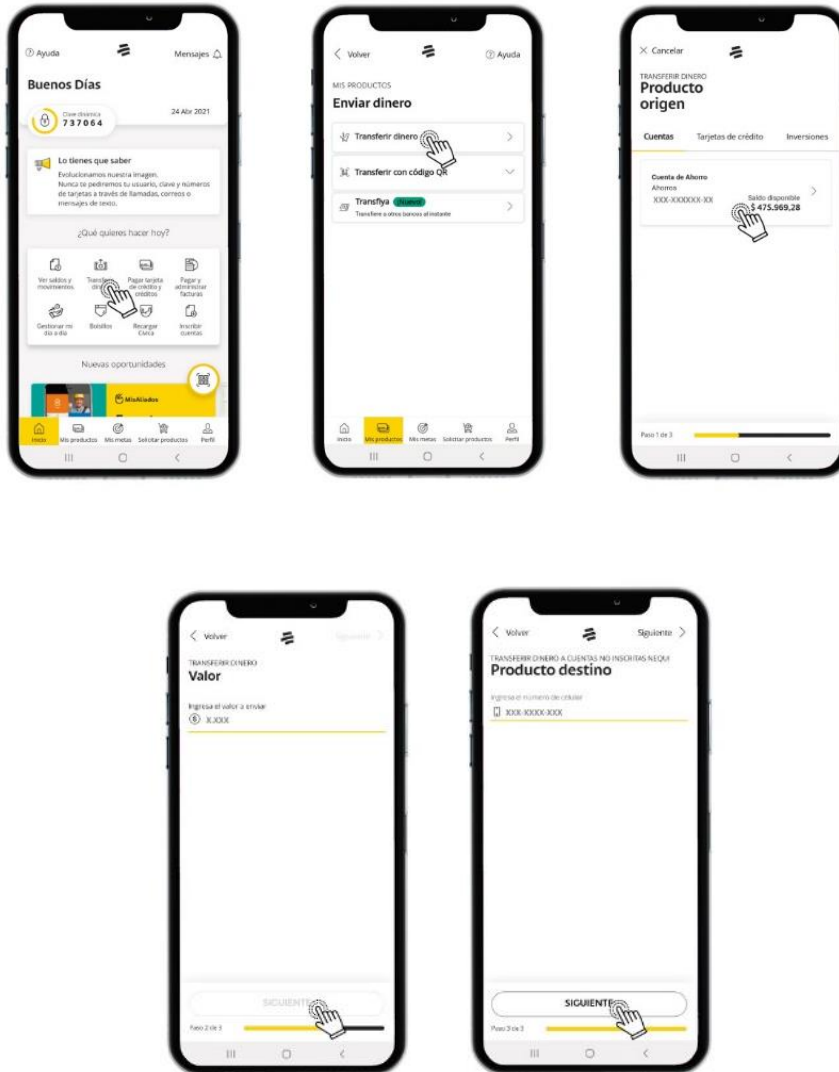 Ayuda
Mensajes
Buenos Días
Clave dinámica
737064
24 Abr 2021
Lo tienes que saber
Evolucionamos nuestra imagen.
Nunca te pediremos tu usuario, clave y números
de tarjetas a través de llamadas, correos o
mensajes de texto.
¿Qué quieres hacer hoy?
Ver saldos y
movimientos
Transferir
dinero
Pagar tarjeta
de crédito y
créditos
Pagar y
administrar
facturas
Gestionar mi
día a día
Bolsillos
Recargar
Cívica
Inscribir
cuentas
Nuevas oportunidades
MisAliados
Inicio
Mis productos
Mis metas
Solicitar productos
Perfil
Volver
Ayuda
MIS PRODUCTOS
Enviar dinero
Transferir dinero
Transferir con código QR
Transfiya ¡Nuevo!
Transfiere a otros bancos al instante
Inicio
Mis productos
Mis metas
Solicitar productos
Perfil
Cancelar
TRANSFERIR DINERO
Producto
origen
Cuentas
Tarjetas de crédito
Inversiones
Cuenta de Ahorro
Ahorros
XXX-XXXXXX-XX
Saldo disponible
$ 475.969,28
Paso 1 de 3
Volver
Siguiente
TRANSFERIR DINERO
Valor
Ingresa el valor a enviar
X.XXX
SIGUIENTE
Paso 2 de 3
Volver
Siguiente
TRANSFERIR DINERO A CUENTAS NO INSCRITAS NEQUI
Producto destino
Ingresa el número de celular
XXX-XXXX-XXX
SIGUIENTE
Paso 3 de 3